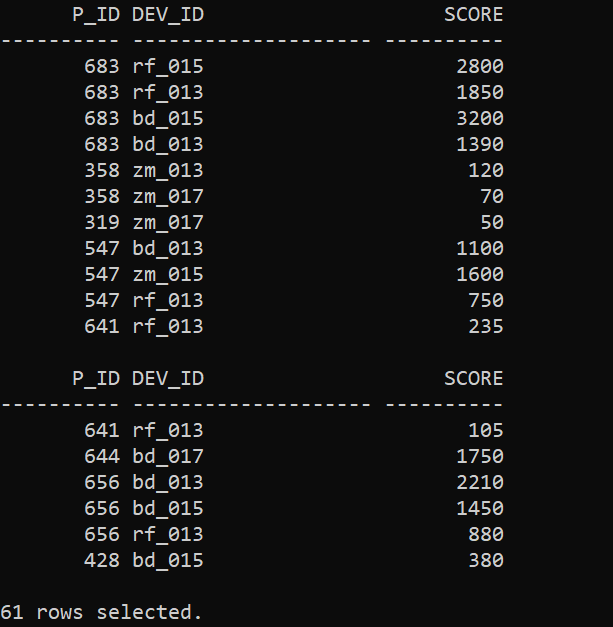 P_ID DEV_ID SCORE
---------- -------------------- ----------
683 rf_015 2800
683 rf_013 1850
683 bd_015 3200
683 bd_013 1390
358 zm_013 120
358 zm_017 70
319 zm_017 50
547 bd_013 1100
547 zm_015 1600
547 rf_013 750
641 rf_013 235
P_ID DEV_ID SCORE
---------- -------------------- ----------
641 rf_013 105
644 bd_017 1750
656 bd_013 2210
656 bd_015 1450
656 rf_013 880
428 bd_015 380
61 rows selected.